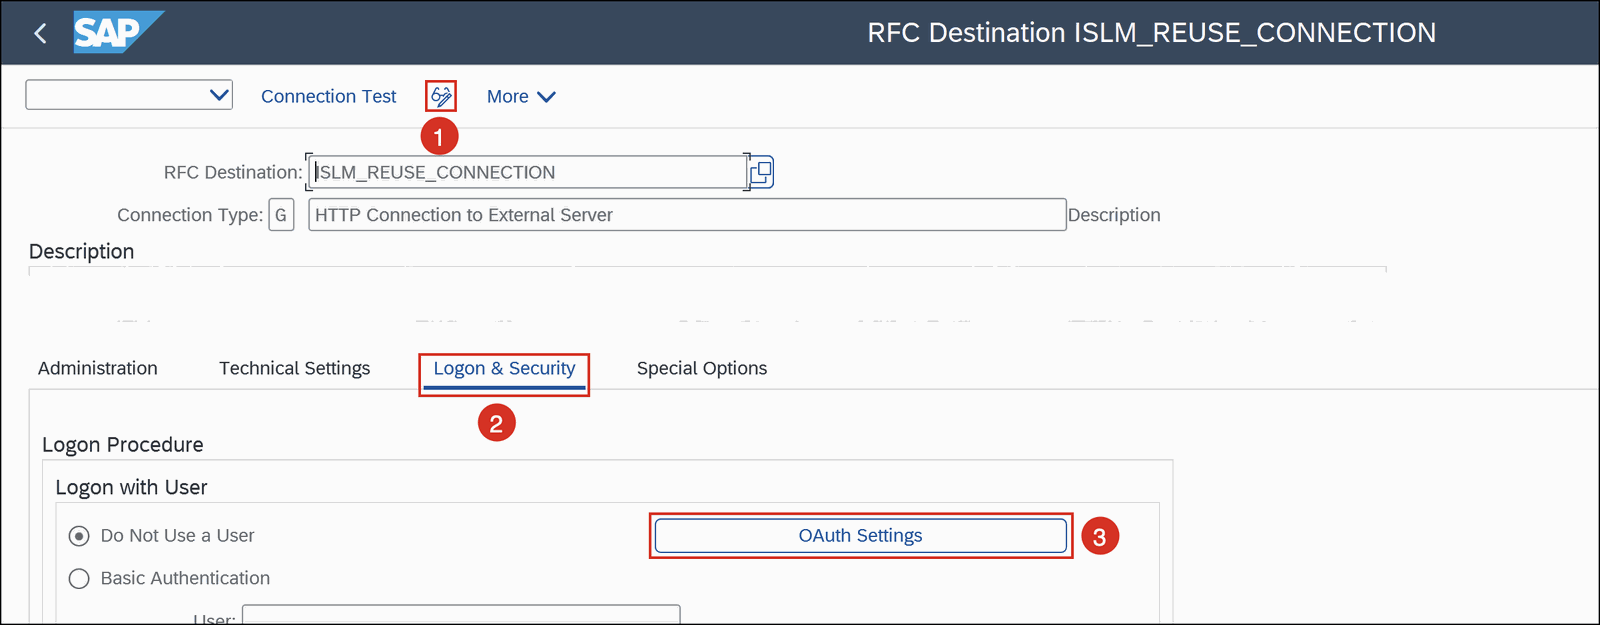 SAP
RFC Destination ISLM_REUSE_CONNECTION
Connection Test
More
1
RFC Destination: ISLM_REUSE_CONNECTION
Connection Type: G HTTP Connection to External Server Description
Description
Administration Technical Settings Logon & Security Special Options
2
Logon Procedure
Logon with User
Do Not Use a User OAuth Settings 3
Basic Authentication
User: